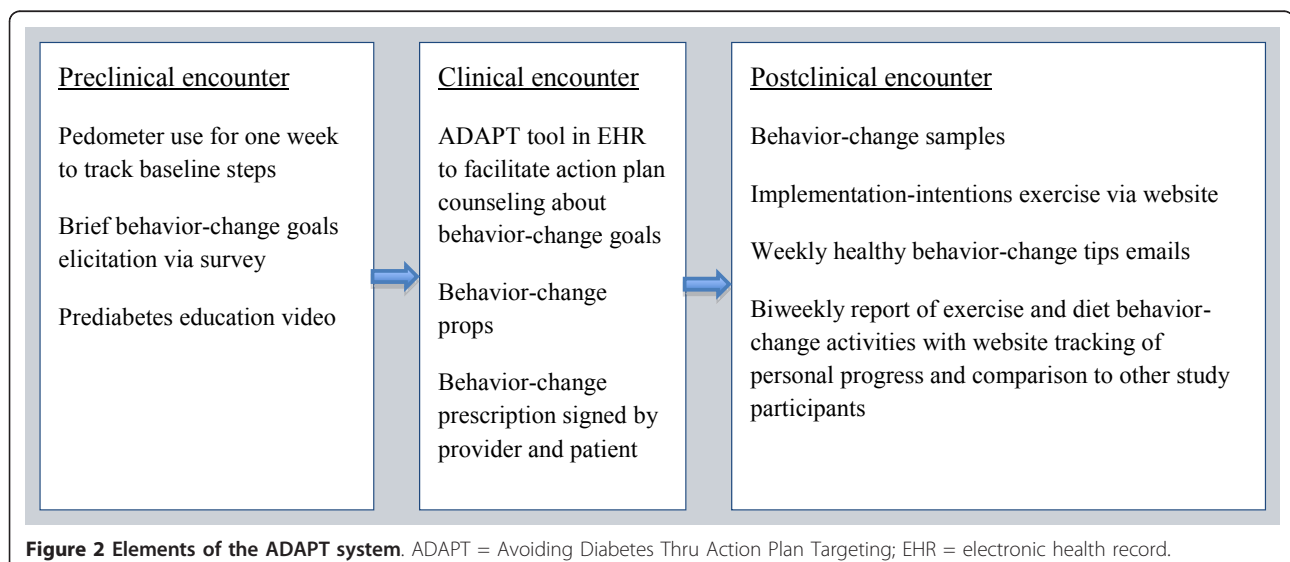 Preclinical encounter
Pedometer use for one week
to track baseline steps
Brief behavior-change goals
elicitation via survey
Prediabetes education video
Clinical encounter
ADAPT tool in EHR
to facilitate action plan
counseling about
behavior-change goals
Behavior-change
props
Behavior-change
prescription signed by
provider and patient
Postclinical encounter
Behavior-change samples
Implementation-intentions exercise via website
Weekly healthy behavior-change tips emails
Biweekly report of exercise and diet behavior-
change activities with website tracking of
personal progress and comparison to other study
participants
Figure 2 Elements of the ADAPT system. ADAPT = Avoiding Diabetes Thru Action Plan Targeting; EHR = electronic health record.